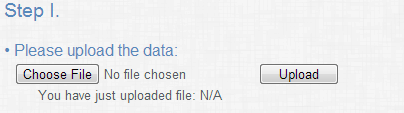 Step I.
• Please upload the data:
Choose File No file chosen Upload
You have just uploaded file: N/A